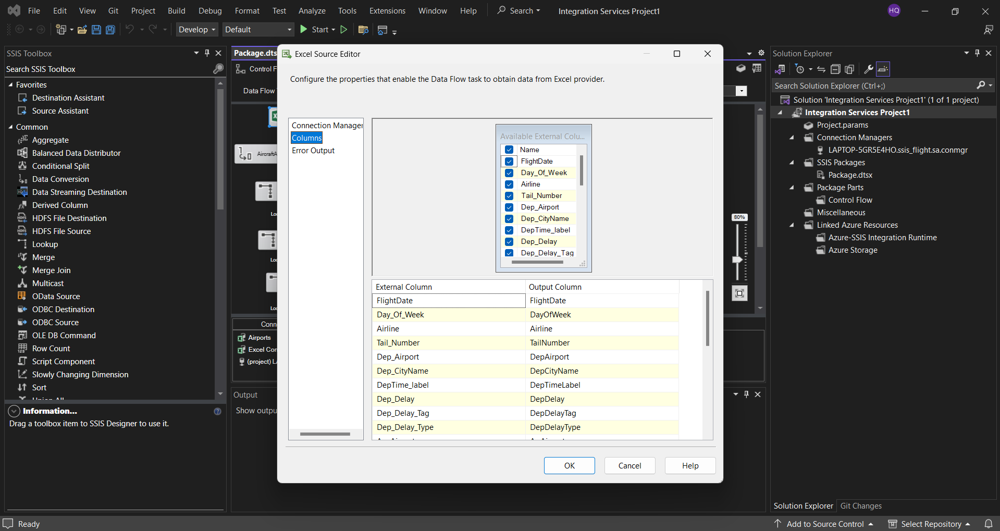 File Edit View Git Project Build Debug Format Test Analyze Tools Extensions Window Help Search Integration Services Project1 HQ
Develop Default Start
SSIS Toolbox
Search SSIS Toolbox
Favorites
Destination Assistant
Source Assistant
Common
Aggregate
Balanced Data Distributor
Conditional Split
Data Conversion
Data Streaming Destination
Derived Column
HDFS File Destination
HDFS File Source
Lookup
Merge
Merge Join
Multicast
OData Source
ODBC Destination
ODBC Source
OLE DB Command
Row Count
Script Component
Slowly Changing Dimension
Sort
Union All
Information...
Drag a toolbox item to SSIS Designer to use it.
Package.dts
Control F
Data Flow
AircraftA
Loo
Loo
Loo
80%
Conn
Airports
Excel Con
(project) LA
Output
Show outpu
Excel Source Editor
Configure the properties that enable the Data Flow task to obtain data from Excel provider.
Connection Manager
Columns
Error Output
Available External Colu...
Name
FlightDate
Day_Of_Week
Airline
Tail_Number
Dep_Airport
Dep_CityName
DepTime_label
Dep_Delay
Dep_Delay_Tag
External Column Output Column
FlightDate FlightDate
Day_Of_Week DayOfWeek
Airline Airline
Tail_Number TailNumber
Dep_Airport DepAirport
Dep_CityName DepCityName
DepTime_label DepTimeLabel
Dep_Delay DepDelay
Dep_Delay_Tag DepDelayTag
Dep_Delay_Type DepDelayType
OK Cancel Help
Solution Explorer
Search Solution Explorer (Ctrl+;)
Solution 'Integration Services Project1' (1 of 1 project)
Integration Services Project1
Project.params
Connection Managers
LAPTOP-5GR5E4HO.ssis_flight.sa.conmgr
SSIS Packages
Package.dtsx
Package Parts
Control Flow
Miscellaneous
Linked Azure Resources
Azure-SSIS Integration Runtime
Azure Storage
Solution Explorer Git Changes
Ready Add to Source Control Select Repository